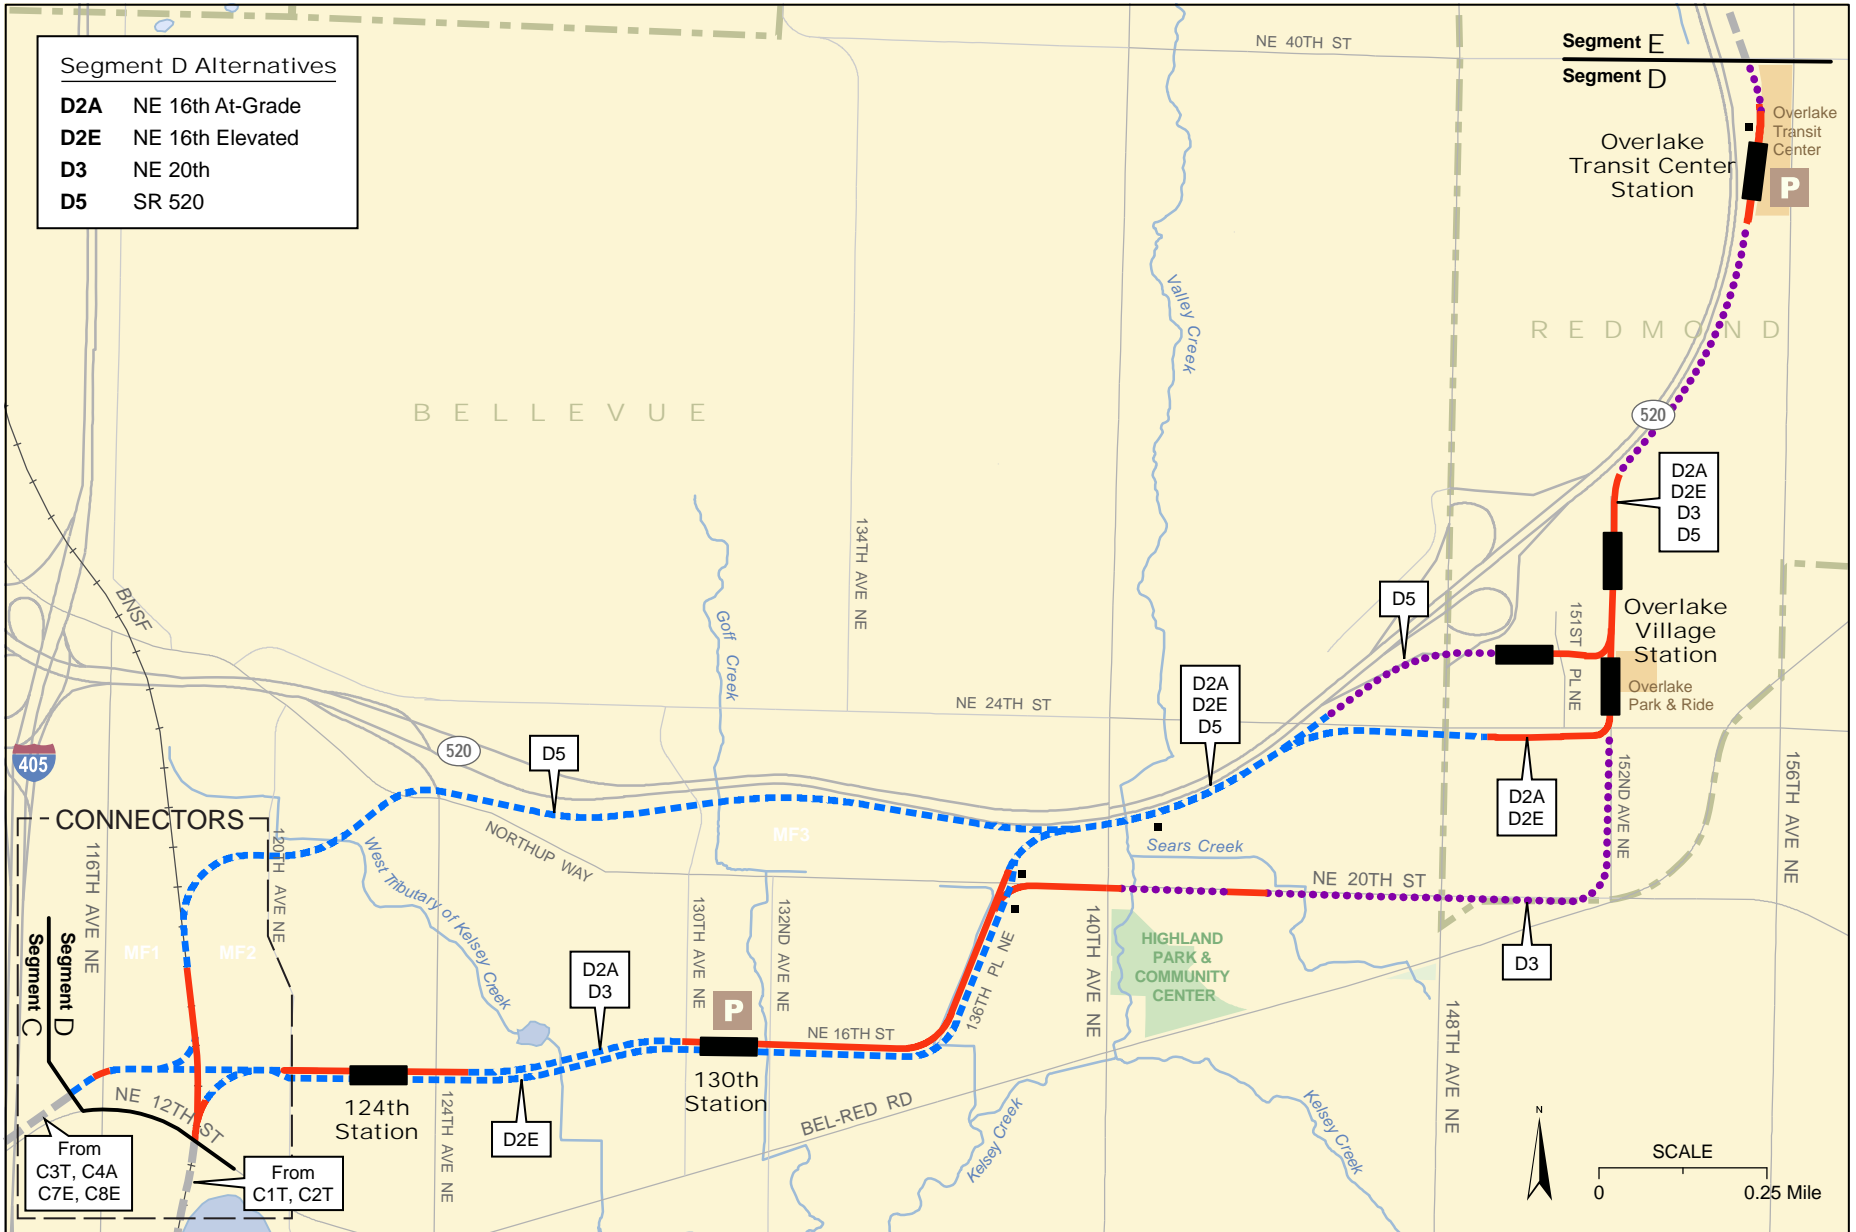 Segment D Alternatives
D2A NE 16th At-Grade
D2E NE 16th Elevated
D3 NE 20th
D5 SR 520
NE 40TH ST
Segment E
Segment D
Overlake
Transit
Center
Overlake
Transit Center
Station
P
REDMOND
BELLEVUE
Valley Creek
520
D2A
D2E
D3
D5
134TH AVE NE
BNSF
Goff Creek
D5
151ST PL NE
Overlake
Village
Station
Overlake
Park & Ride
D2A
D2E
D5
NE 24TH ST
520
D5
405
D2A
D2E
152ND AVE NE
156TH AVE NE
CONNECTORS
116TH AVE NE
120TH AVE NE
NORTHUP WAY
MF3
West Tributary of Kelsey Creek
Sears Creek
NE 20TH ST
MF1
MF2
Segment D
Segment C
130TH AVE NE
132ND AVE NE
136TH PL NE
140TH AVE NE
HIGHLAND
PARK &
COMMUNITY
CENTER
D3
148TH AVE NE
D2A
D3
P
NE 16TH ST
130th
Station
124th
Station
124TH AVE NE
D2E
NE 12TH ST
BEL-RED RD
Kelsey Creek
Kelsey Creek
From
C3T, C4A
C7E, C8E
From
C1T, C2T
N
SCALE
0 0.25 Mile